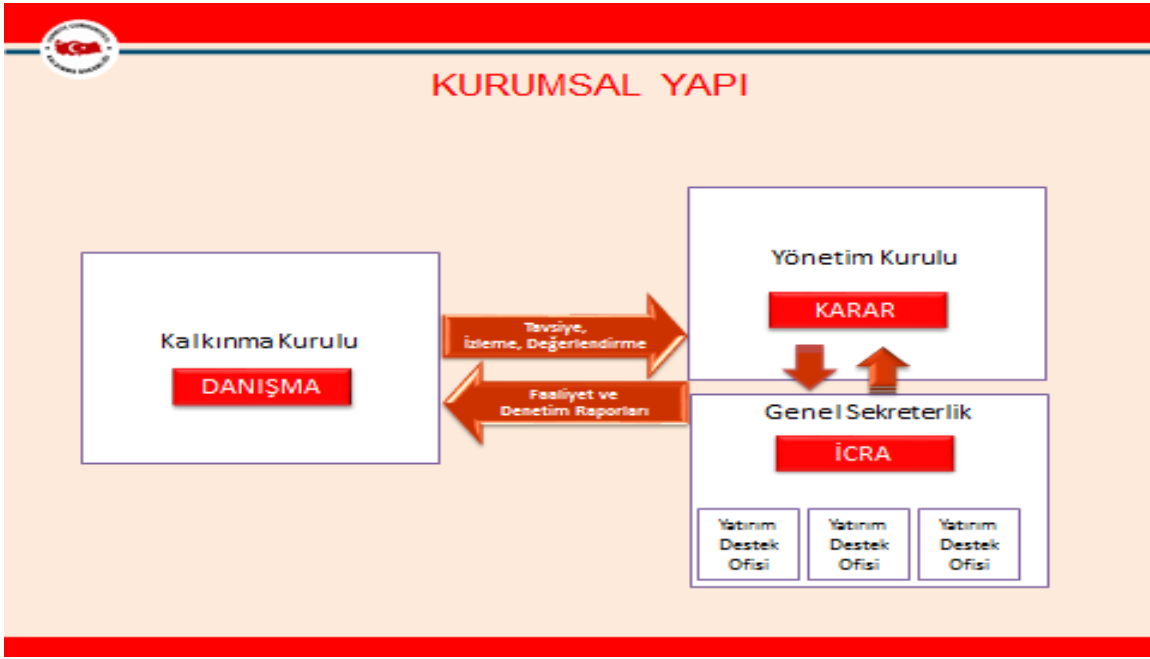 KURUMSAL YAPI
Kalkınma Kurulu
DANIŞMA
Tavsiye,
İzleme, Değerlendirme
Faaliyet ve
Denetim Raporları
Yönetim Kurulu
KARAR
Genel Sekreterlik
İCRA
Yatırım
Destek
Ofisi
Yatırım
Destek
Ofisi
Yatırım
Destek
Ofisi